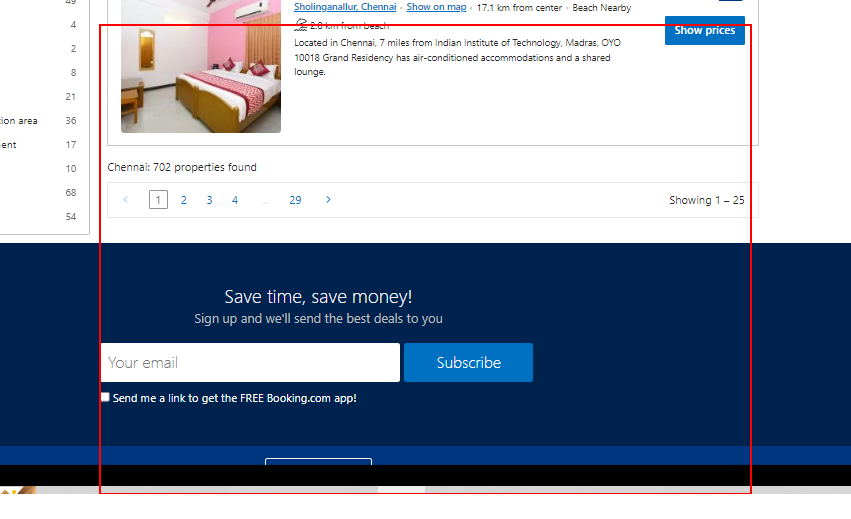 49
Sholinganallur, Chennai · Show on map · 17.1 km from center · Beach Nearby
4
2.8 km from beach
Show prices
Located in Chennai, 7 miles from Indian Institute of Technology, Madras, OYO
2
10018 Grand Residency has air-conditioned accommodations and a shared
8
lounge.
21
ion area 36
ent 17
10
Chennai: 702 properties found
68
‹ 1 2 3 4 … 29 › Showing 1 – 25
54
Save time, save money!
Sign up and we'll send the best deals to you
Your email Subscribe
Send me a link to get the FREE Booking.com app!